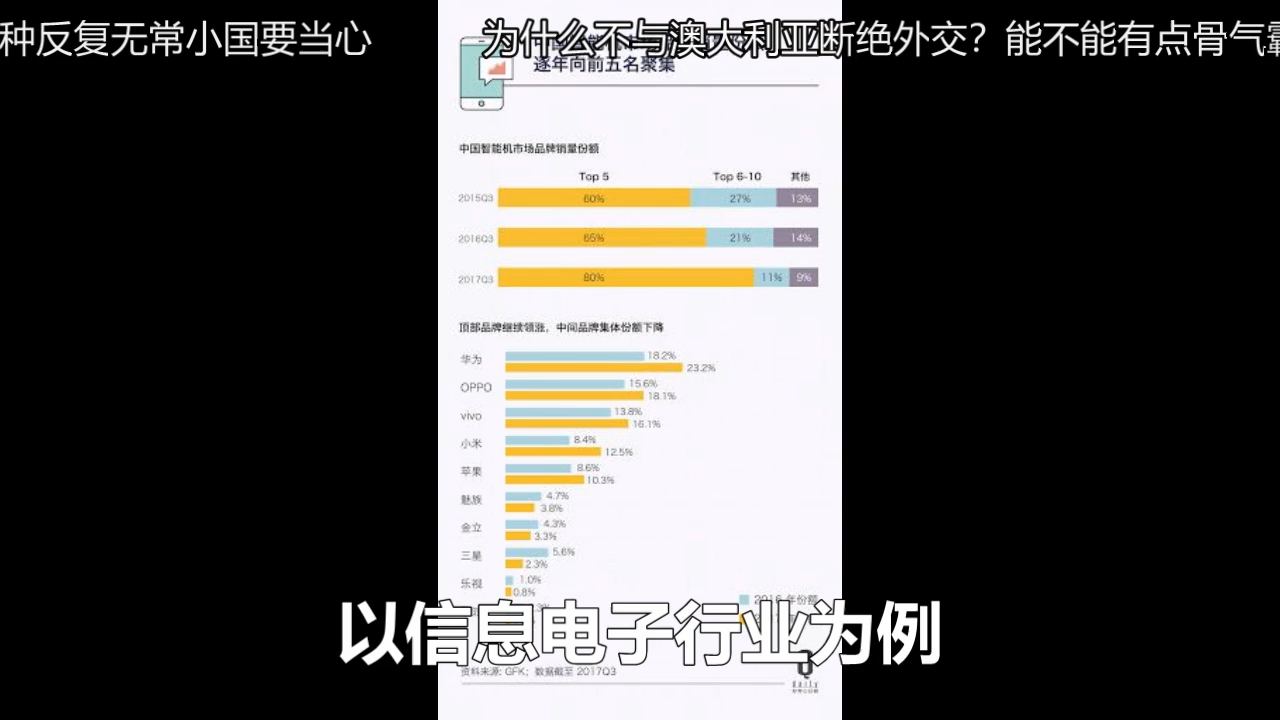 种反复无常小国要当心
为什么不与澳大利亚断绝外交？能不能有点骨气
逐年向前五名聚集
中国智能机市场品牌销量份额
Top 5 Top 6-10 其他
2015Q3 60% 27% 13%
2016Q3 65% 21% 14%
2017Q3 80% 11% 9%
顶部品牌继续领涨，中间品牌集体份额下降
华为 18.2%
23.2%
OPPO 15.6%
18.1%
vivo 13.8%
16.1%
小米 8.4%
12.5%
苹果 8.6%
10.3%
魅族 4.7%
3.8%
金立 4.3%
3.3%
三星 5.6%
2.3%
乐视 1.0%
0.8%
2016 年份额
以信息电子行业为例
资料来源: GFK；数据截至 2017Q3